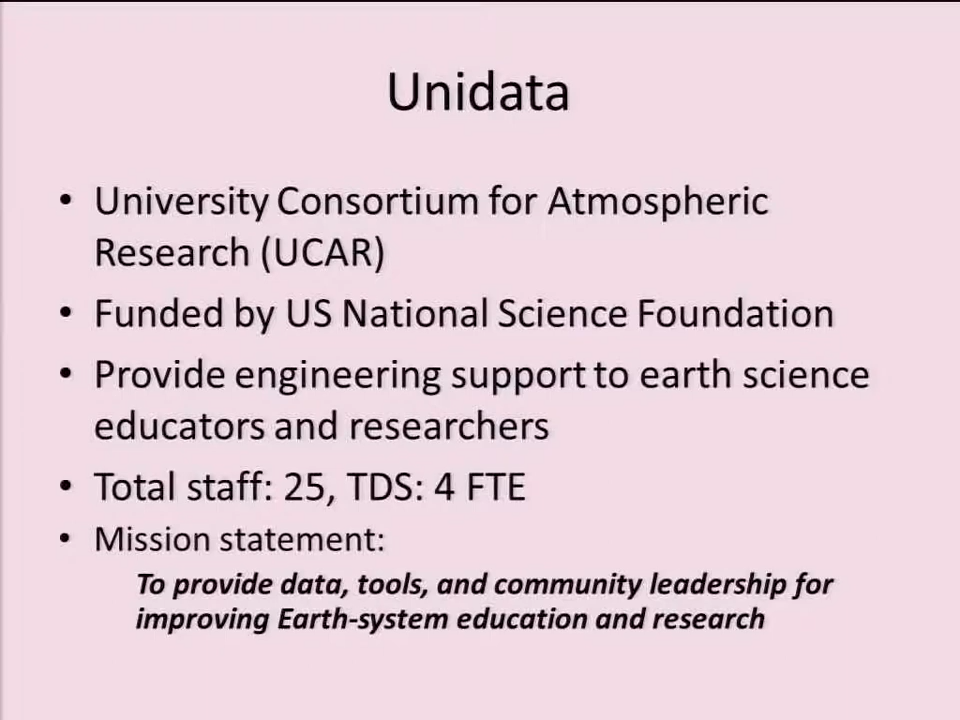 Unidata
• University Consortium for Atmospheric
Research (UCAR)
• Funded by US National Science Foundation
• Provide engineering support to earth science
educators and researchers
• Total staff: 25, TDS: 4 FTE
• Mission statement:
To provide data, tools, and community leadership for
improving Earth-system education and research